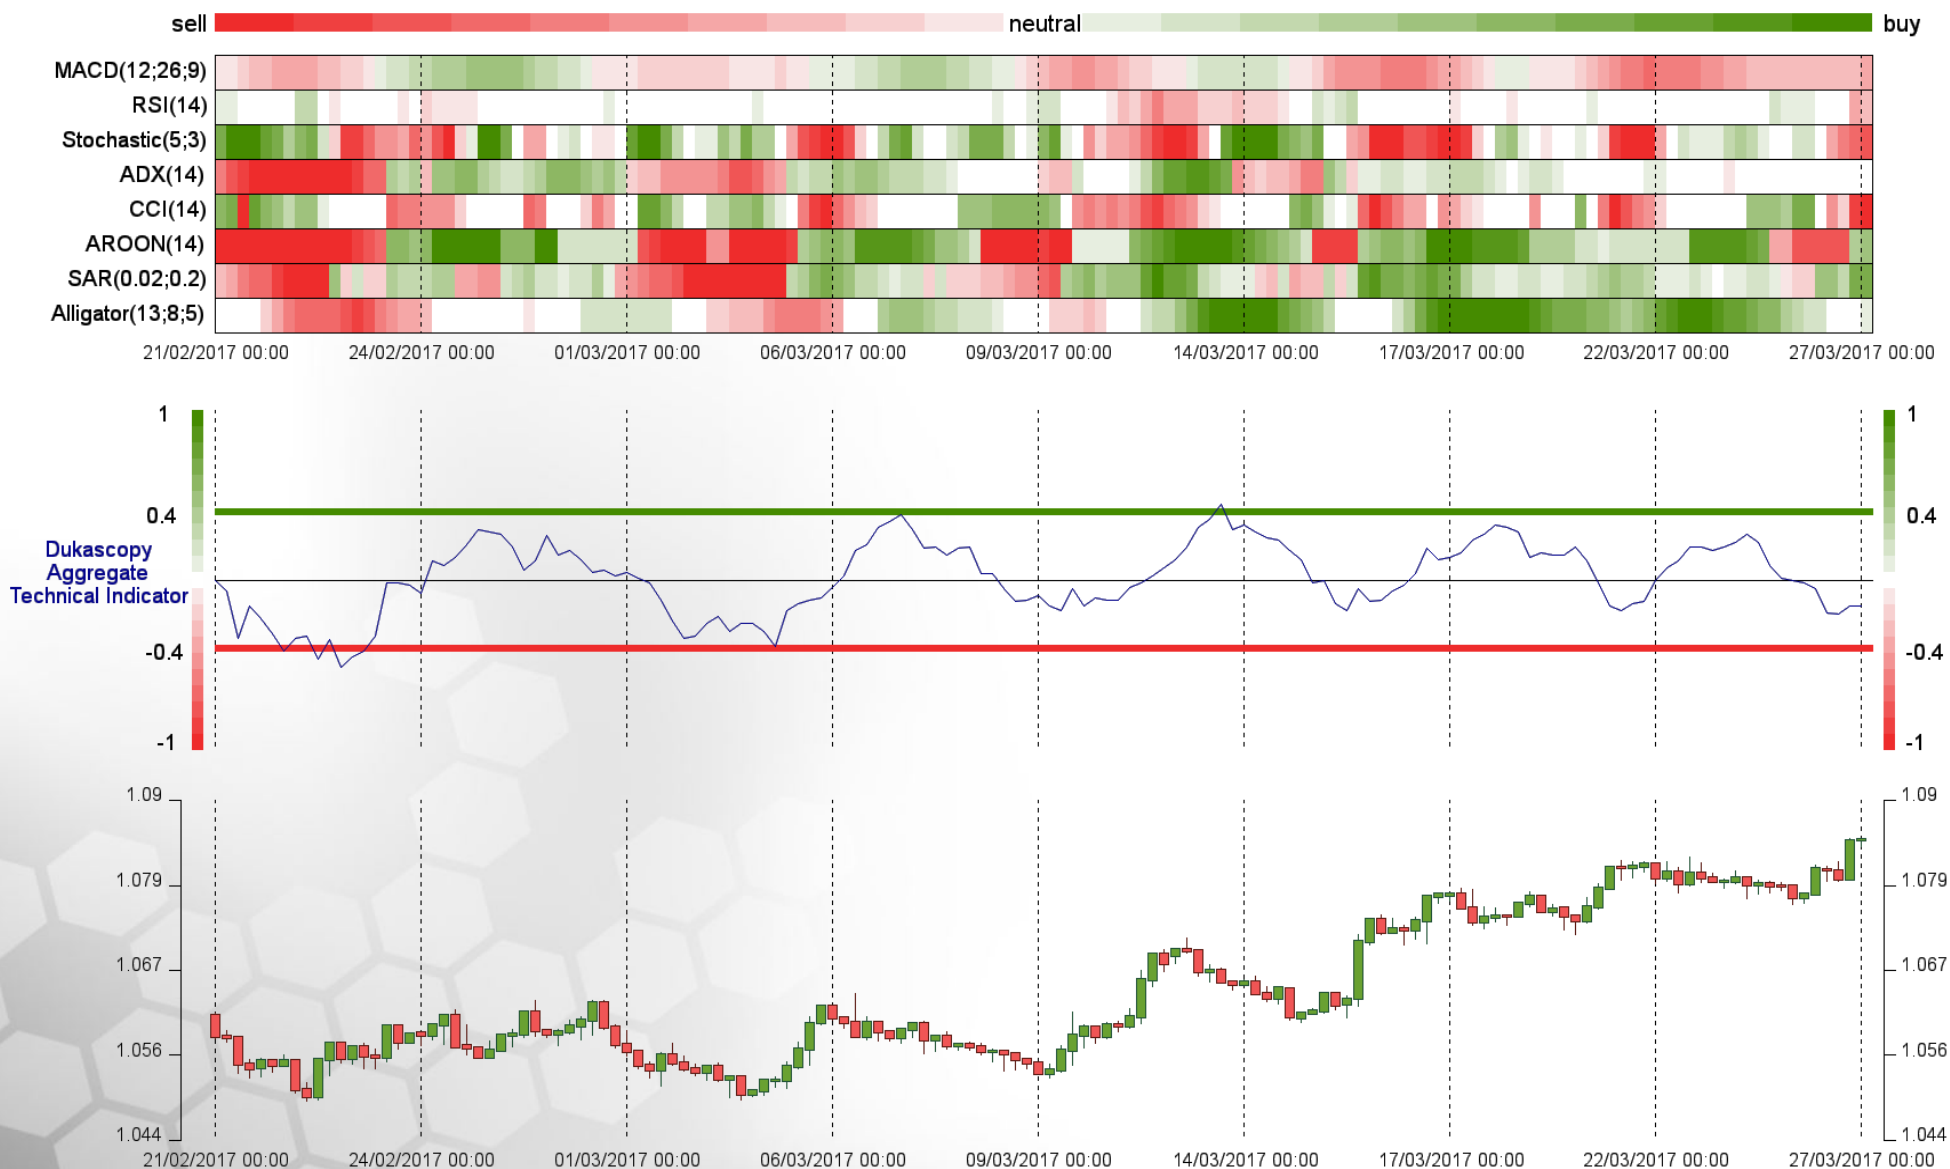 sell neutral buy
MACD(12;26;9)
RSI(14)
Stochastic(5;3)
ADX(14)
CCI(14)
AROON(14)
SAR(0.02;0.2)
Alligator(13;8;5)
21/02/2017 00:00 24/02/2017 00:00 01/03/2017 00:00 06/03/2017 00:00 09/03/2017 00:00 14/03/2017 00:00 17/03/2017 00:00 22/03/2017 00:00 27/03/2017 00:00
1 1
0.4 0.4
Dukascopy
Aggregate
Technical Indicator
-0.4 -0.4
-1 -1
1.09 1.09
1.079 1.079
1.067 1.067
1.056 1.056
1.044 1.044
21/02/2017 00:00 24/02/2017 00:00 01/03/2017 00:00 06/03/2017 00:00 09/03/2017 00:00 14/03/2017 00:00 17/03/2017 00:00 22/03/2017 00:00 27/03/2017 00:00